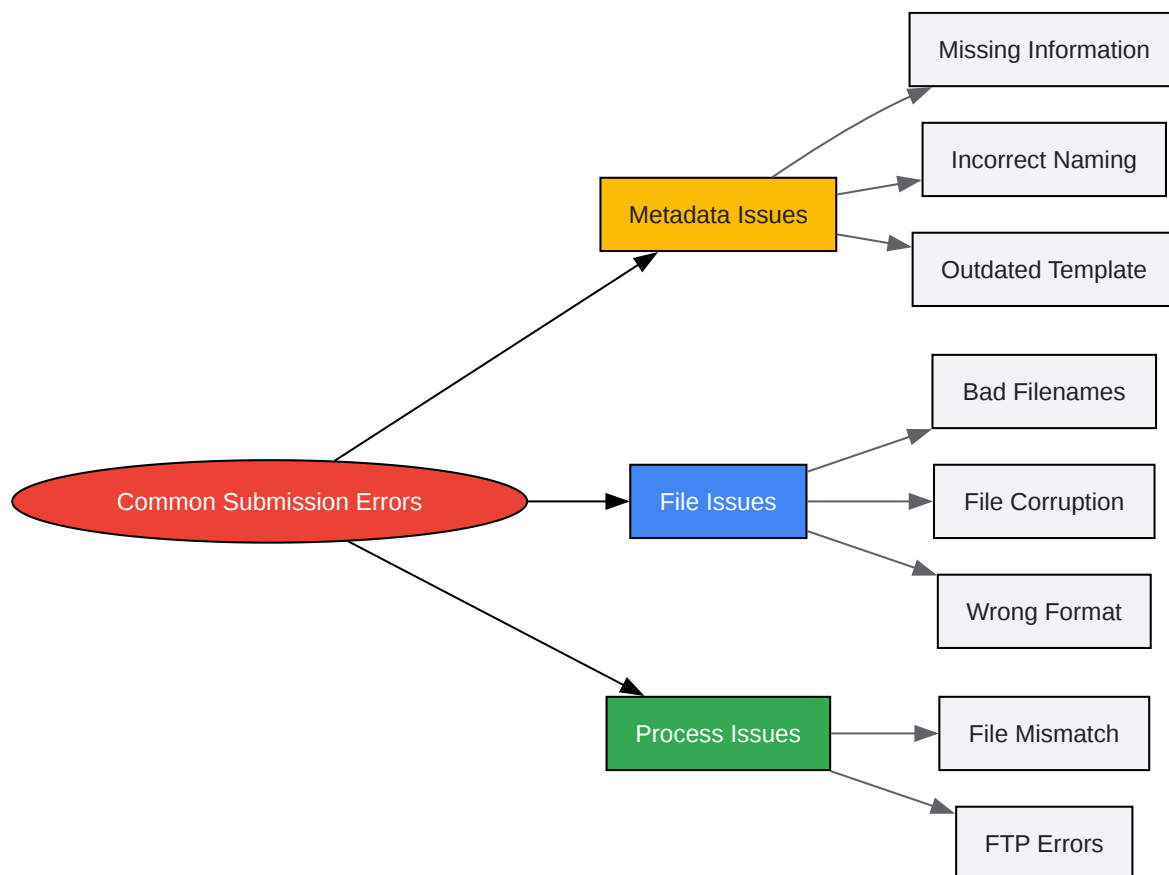 Common Submission Errors
Metadata Issues
Missing Information
Incorrect Naming
Outdated Template
File Issues
Bad Filenames
File Corruption
Wrong Format
Process Issues
File Mismatch
FTP Errors